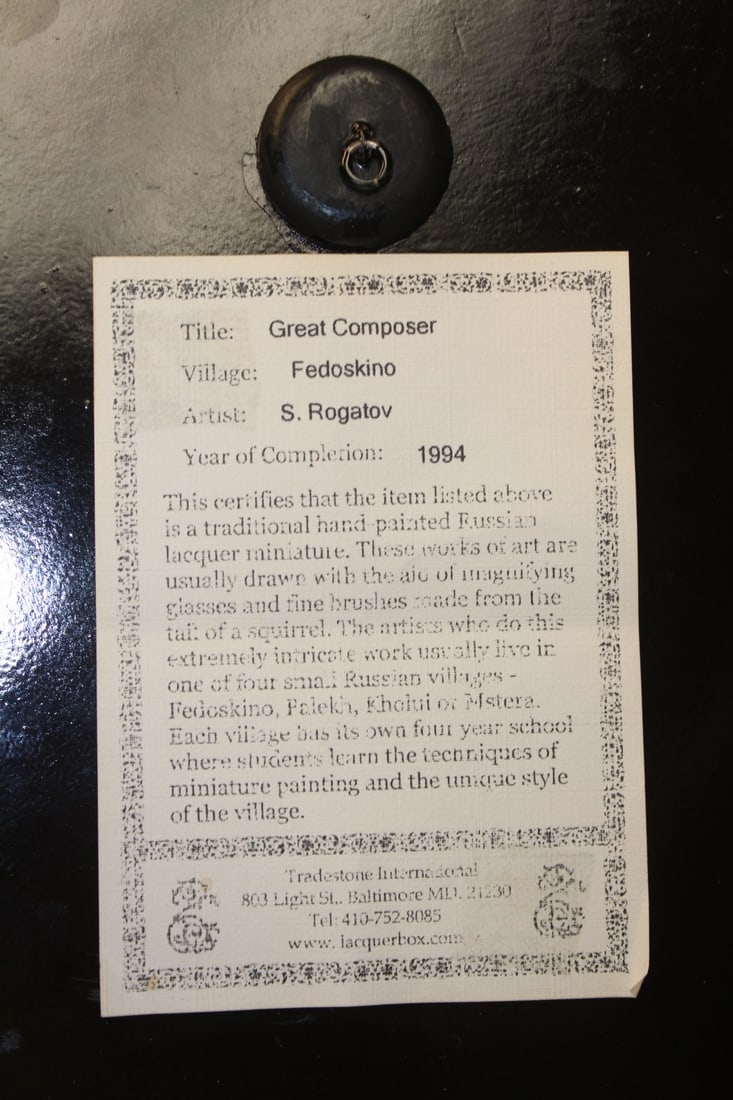 Title: Great Composer
Village: Fedoskino
Artist: S. Rogatov
Year of Completion: 1994
This certifies that the item listed above
is a traditional hand-painted Russian
lacquer miniature. These works of art are
usually drawn with the aid of magnifying
glasses and fine brushes made from the
tail of a squirrel. The artists who do this
extremely intricate work usually live in
one of four small Russian villages -
Fedoskino, Palekh, Kholui or Mstera.
Each village has its own four year school
where students learn the techniques of
miniature painting and the unique style
of the village.
Tradestone International
803 Light St., Baltimore MD. 21230
Tel: 410-752-8085
www. lacquerbox.com